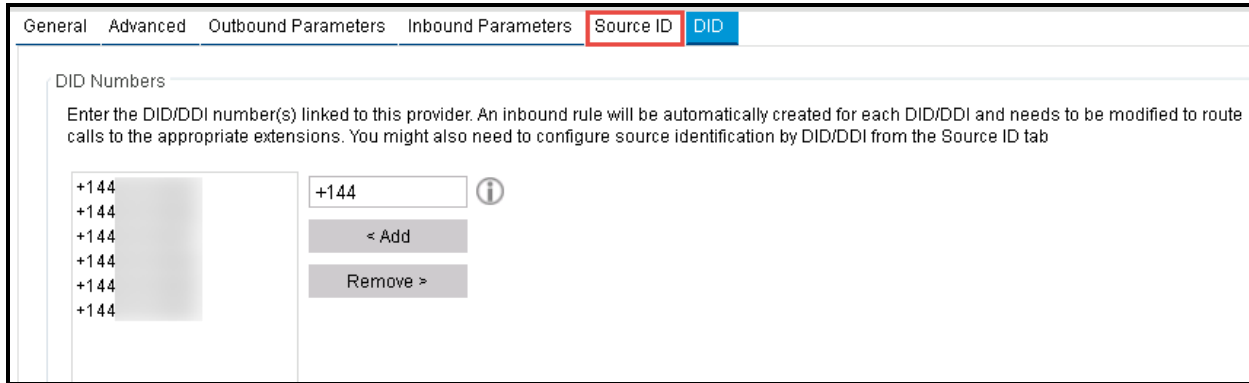 General Advanced Outbound Parameters Inbound Parameters Source ID DID
DID Numbers
Enter the DID/DDI number(s) linked to this provider. An inbound rule will be automatically created for each DID/DDI and needs to be modified to route
calls to the appropriate extensions. You might also need to configure source identification by DID/DDI from the Source ID tab
+144
+144
+144
+144
+144
+144
+144
< Add
Remove >